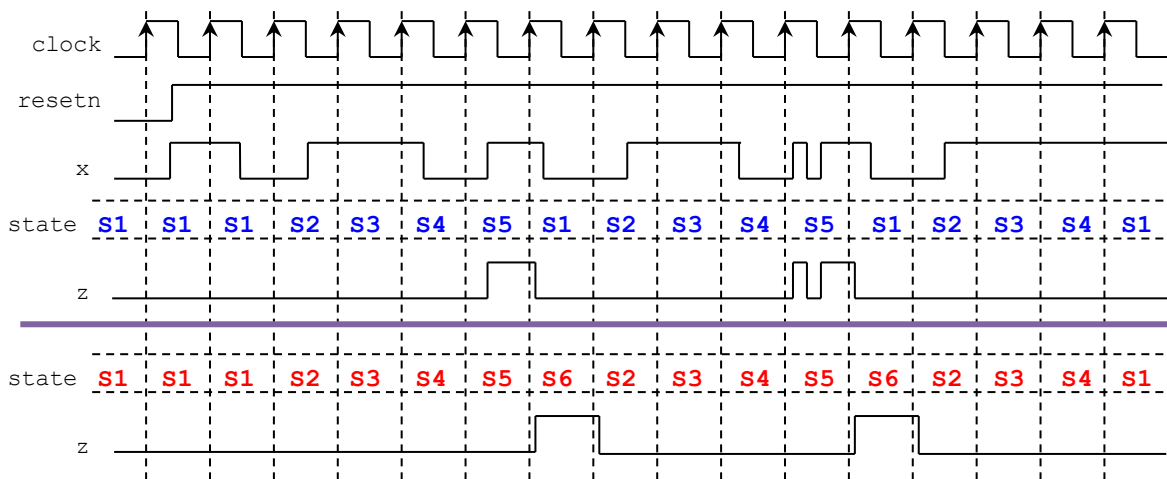 clock
resetn
x
state S1 S1 S1 S2 S3 S4 S5 S1 S2 S3 S4 S5 S1 S2 S3 S4 S1
z
state S1 S1 S1 S2 S3 S4 S5 S6 S2 S3 S4 S5 S6 S2 S3 S4 S1
z